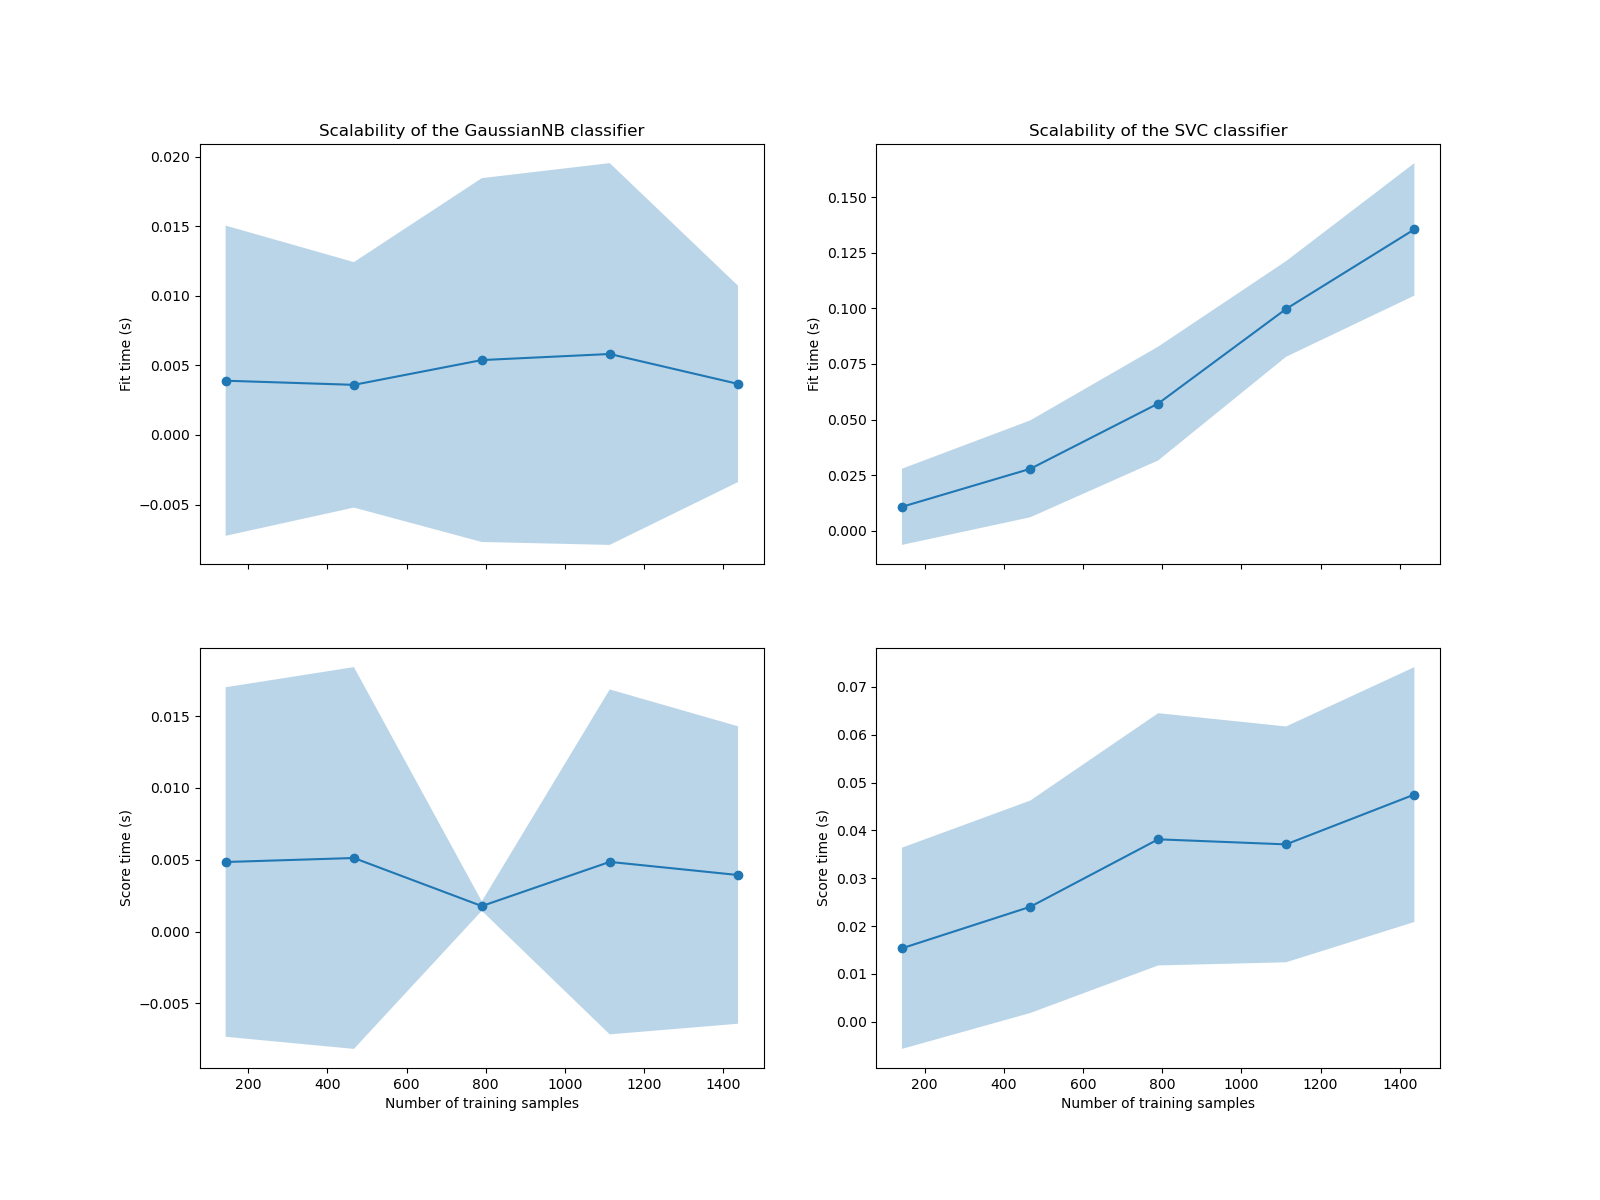 Scalability of the GaussianNB classifier
0.020
0.015
0.010
0.005
0.000
−0.005
Fit time (s)
Scalability of the SVC classifier
0.150
0.125
0.100
0.075
0.050
0.025
0.000
Fit time (s)
0.015
0.010
0.005
0.000
−0.005
Score time (s)
200 400 600 800 1000 1200 1400
Number of training samples
0.07
0.06
0.05
0.04
0.03
0.02
0.01
0.00
Score time (s)
200 400 600 800 1000 1200 1400
Number of training samples